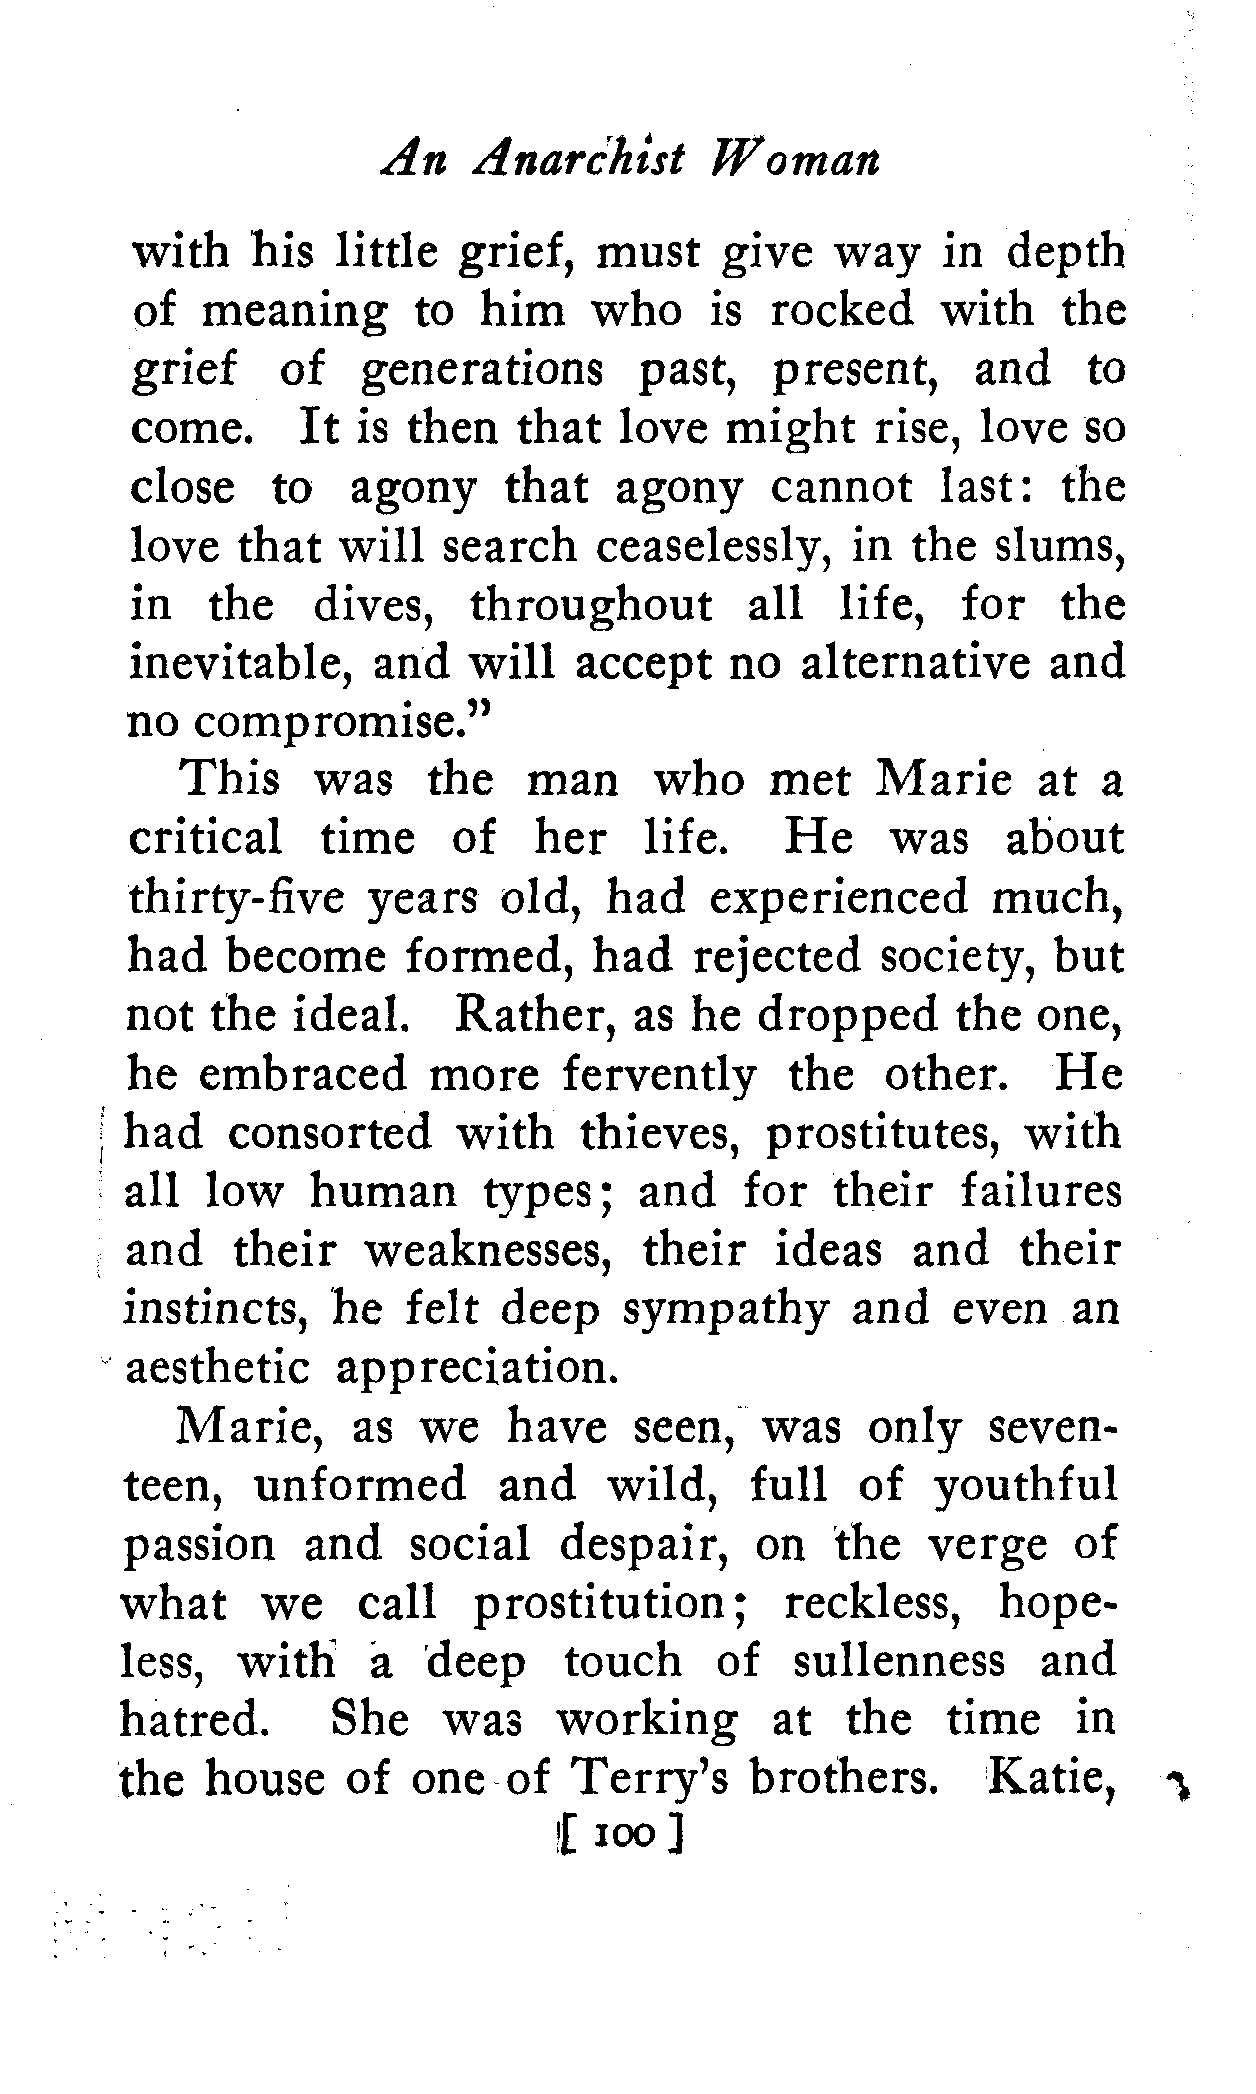 An Anarchist Woman
with his little grief, must give way in depth
of meaning to him who is rocked with the
grief of generations past, present, and to
come. It is then that love might rise, love so
close to agony that agony cannot last: the
love that will search ceaselessly, in the slums,
in the dives, throughout all life, for the
inevitable, and will accept no alternative and
no compromise."
This was the man who met Marie at a
critical time of her life. He was about
thirty-five years old, had experienced much,
had become formed, had rejected society, but
not the ideal. Rather, as he dropped the one,
he embraced more fervently the other. He
had consorted with thieves, prostitutes, with
all low human types; and for their failures
and their weaknesses, their ideas and their
instincts, he felt deep sympathy and even an
aesthetic appreciation.
Marie, as we have seen, was only seven-
teen, unformed and wild, full of youthful
passion and social despair, on the verge of
what we call prostitution; reckless, hope-
less, with a deep touch of sullenness and
hatred. She was working at the time in
the house of one of Terry's brothers. Katie,
[ 100 ]